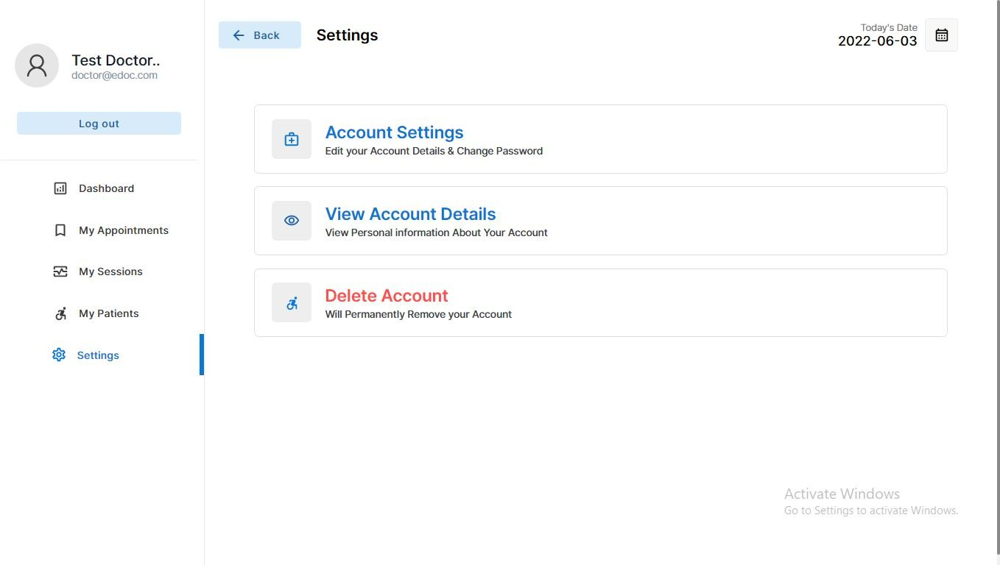 Test Doctor..
doctor@edoc.com
Log out
Dashboard
My Appointments
My Sessions
My Patients
Settings
Back
Settings
Today's Date
2022-06-03
Account Settings
Edit your Account Details & Change Password
View Account Details
View Personal information About Your Account
Delete Account
Will Permanently Remove your Account
Activate Windows
Go to Settings to activate Windows.